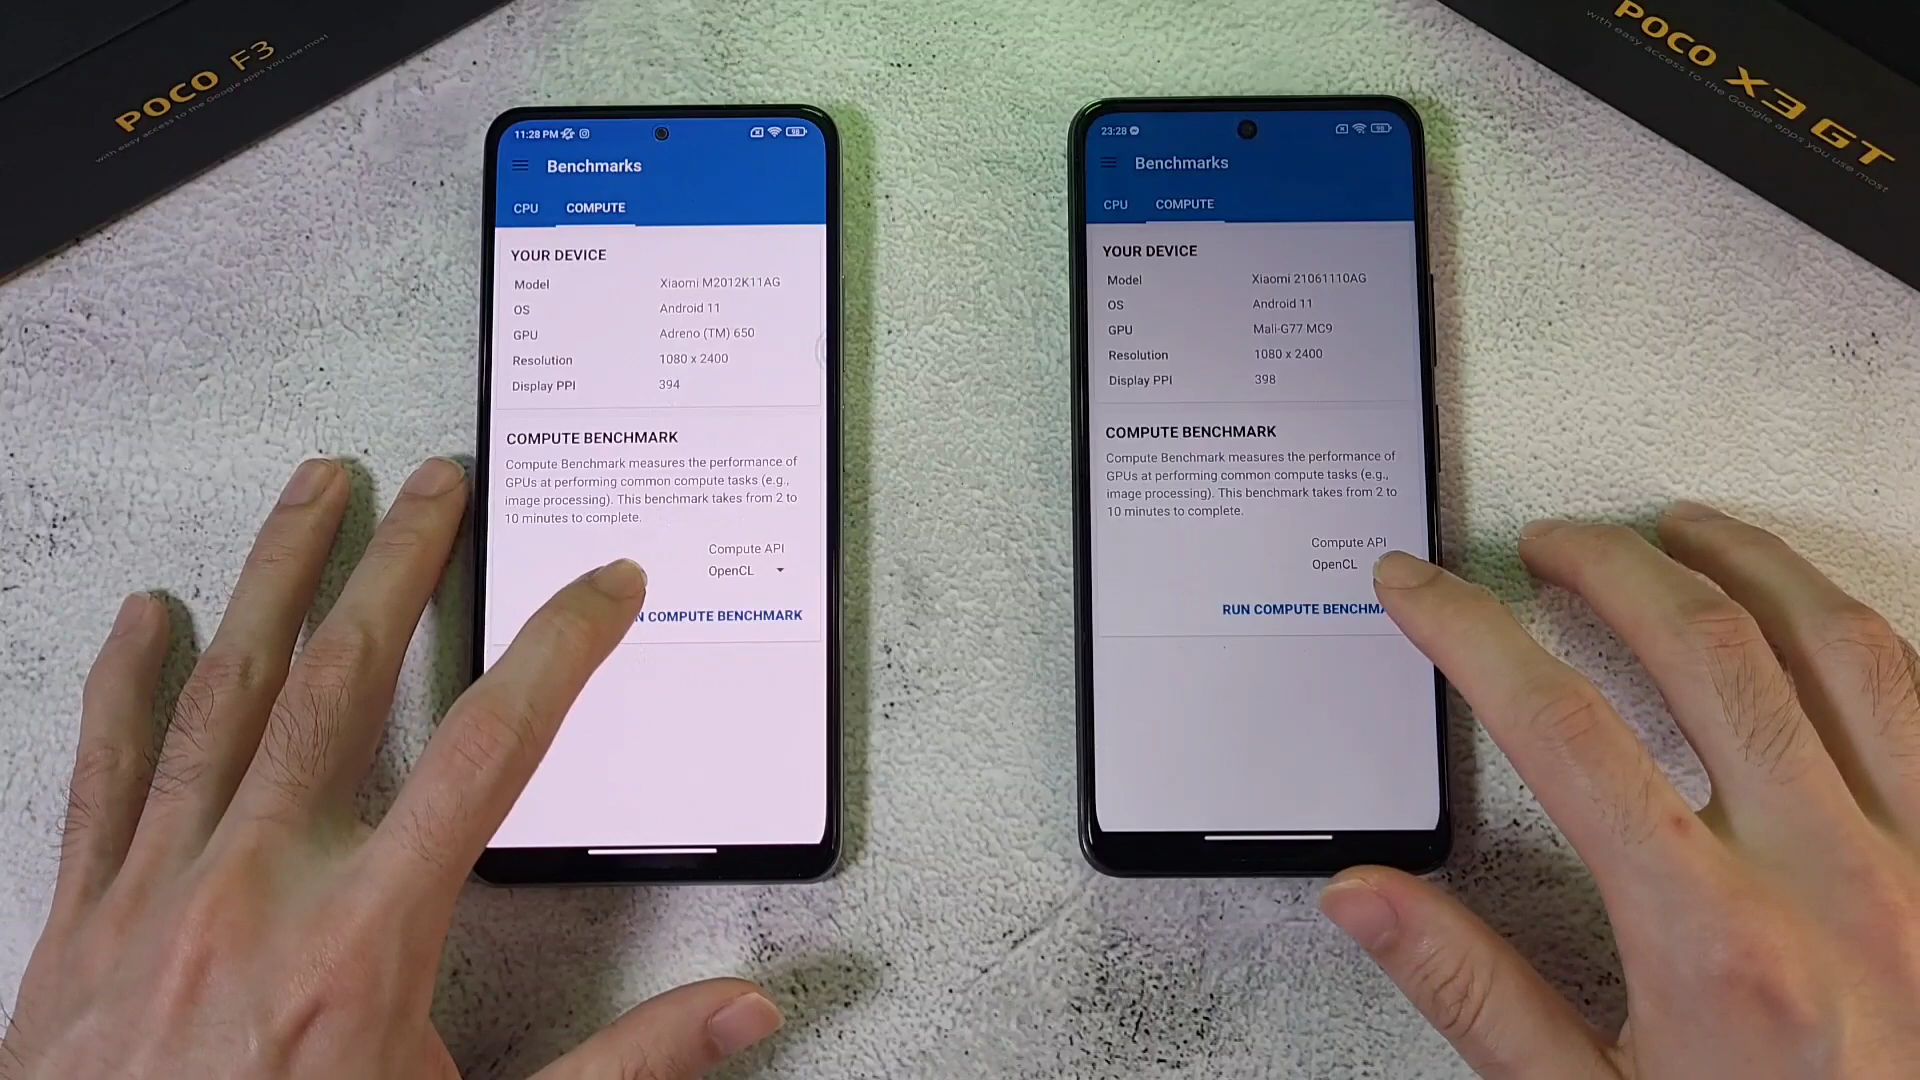 POCO F3
with easy access to the Google apps you use most
POCO X3 GT
with easy access to the Google apps you use most
11:28 PM
98
Benchmarks
CPU COMPUTE
YOUR DEVICE
Model Xiaomi M2012K11AG
OS Android 11
GPU Adreno (TM) 650
Resolution 1080 x 2400
Display PPI 394
COMPUTE BENCHMARK
Compute Benchmark measures the performance of
GPUs at performing common compute tasks (e.g.,
image processing). This benchmark takes from 2 to
10 minutes to complete.
Compute API
OpenCL
N COMPUTE BENCHMARK
23:28
98
Benchmarks
CPU COMPUTE
YOUR DEVICE
Model Xiaomi 21061110AG
OS Android 11
GPU Mali-G77 MC9
Resolution 1080 x 2400
Display PPI 398
COMPUTE BENCHMARK
Compute Benchmark measures the performance of
GPUs at performing common compute tasks (e.g.,
image processing). This benchmark takes from 2 to
10 minutes to complete.
Compute API
OpenCL
RUN COMPUTE BENCHMA